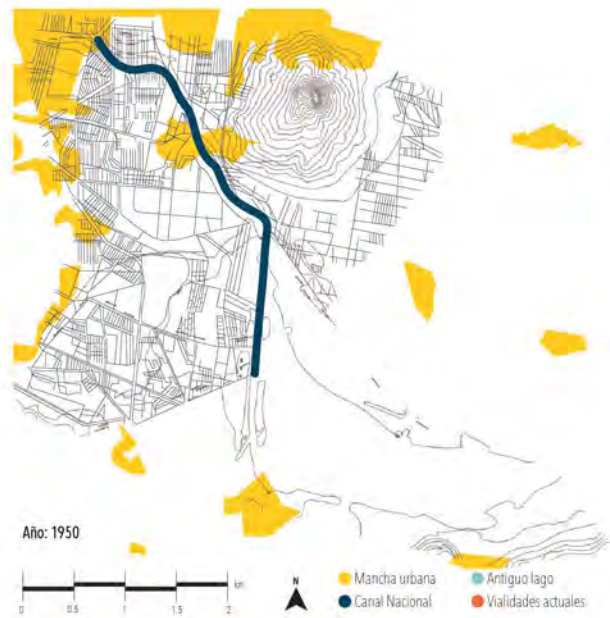 Año: 1950
km
0 0.5 1 1.5 2
N
Mancha urbana
Antiguo lago
Canal Nacional
Vialidades actuales